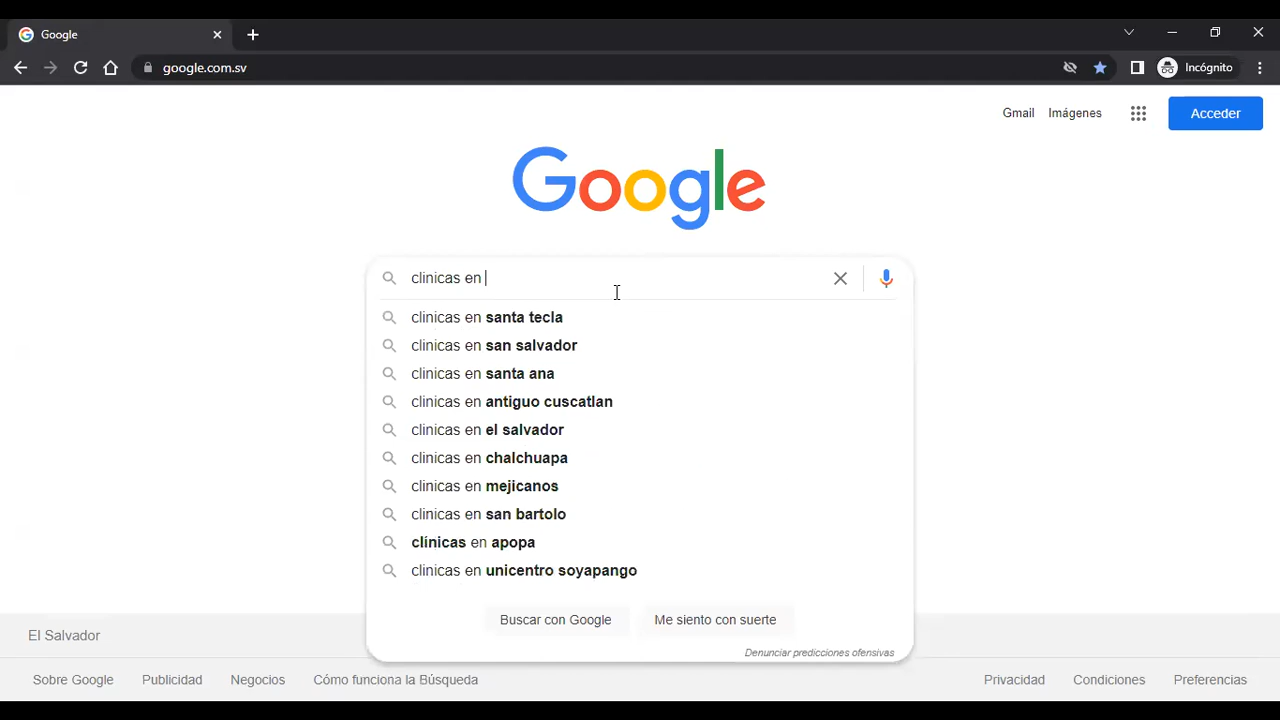 Google
google.com.sv
Incógnito
Gmail Imágenes Acceder
Google
clinicas en
clinicas en santa tecla
clinicas en san salvador
clinicas en santa ana
clinicas en antiguo cuscatlan
clinicas en el salvador
clinicas en chalchuapa
clinicas en mejicanos
clinicas en san bartolo
clínicas en apopa
clinicas en unicentro soyapango
Buscar con Google Me siento con suerte
Denunciar predicciones ofensivas
El Salvador
Sobre Google Publicidad Negocios Cómo funciona la Búsqueda Privacidad Condiciones Preferencias